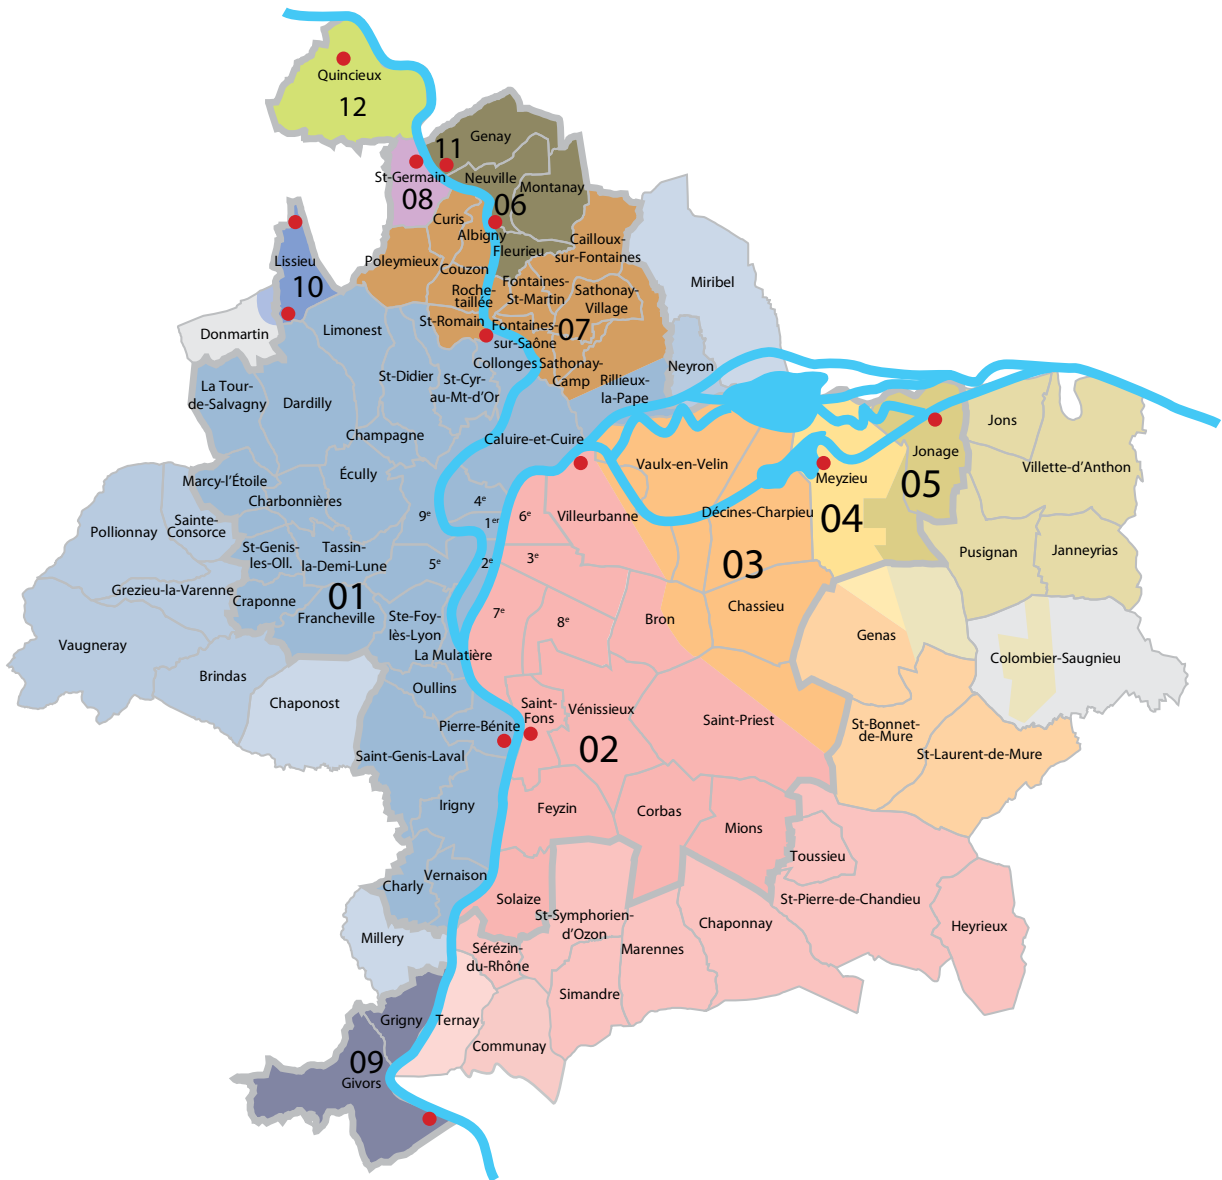 Quincieux
12
Genay
11
St-Germain
08
Neuville
Montanay
06
Curis
Albigny
Fleurieu
Cailloux-
sur-Fontaines
Poleymieux
Couzon
Lissieu
10
Roche-
taillée
Fontaines-
St-Martin
Sathonay-
Village
Miribel
Donmartin
Limonest
St-Romain
Fontaines-
sur-Saône
07
Collonges
Sathonay-
Camp
Rillieux-
la-Pape
Neyron
La Tour-
de-Salvagny
Dardilly
St-Didier
St-Cyr-
au-Mt-d'Or
Champagne
Caluire-et-Cuire
Vaulx-en-Velin
Meyzieu
Jonage
05
Jons
Villette-d'Anthon
Marcy-l'Étoile
Écully
Charbonnières
Pollionnay
Sainte-
Consorce
4e
1er
9e
6e
Villeurbanne
Décines-Charpieu
04
St-Genis-
les-Oll.
Tassin-
la-Demi-Lune
5e
2e
3e
03
Pusignan
Janneyrias
Grezieu-la-Varenne
Craponne
01
Francheville
Ste-Foy-
lès-Lyon
7e
8e
Bron
Chassieu
Genas
Vaugneray
La Mulatière
Colombier-Saugnieu
Brindas
Chaponost
Oullins
Pierre-Bénite
Saint-
Fons
Vénissieux
Saint-Priest
St-Bonnet-
de-Mure
St-Laurent-de-Mure
Saint-Genis-Laval
02
Irigny
Feyzin
Corbas
Mions
Toussieu
Charly
Vernaison
Solaize
St-Pierre-de-Chandieu
St-Symphorien-
d'Ozon
Chaponnay
Heyrieux
Millery
Sérézin-
du-Rhône
Marennes
Simandre
Grigny
Ternay
Communay
09
Givors